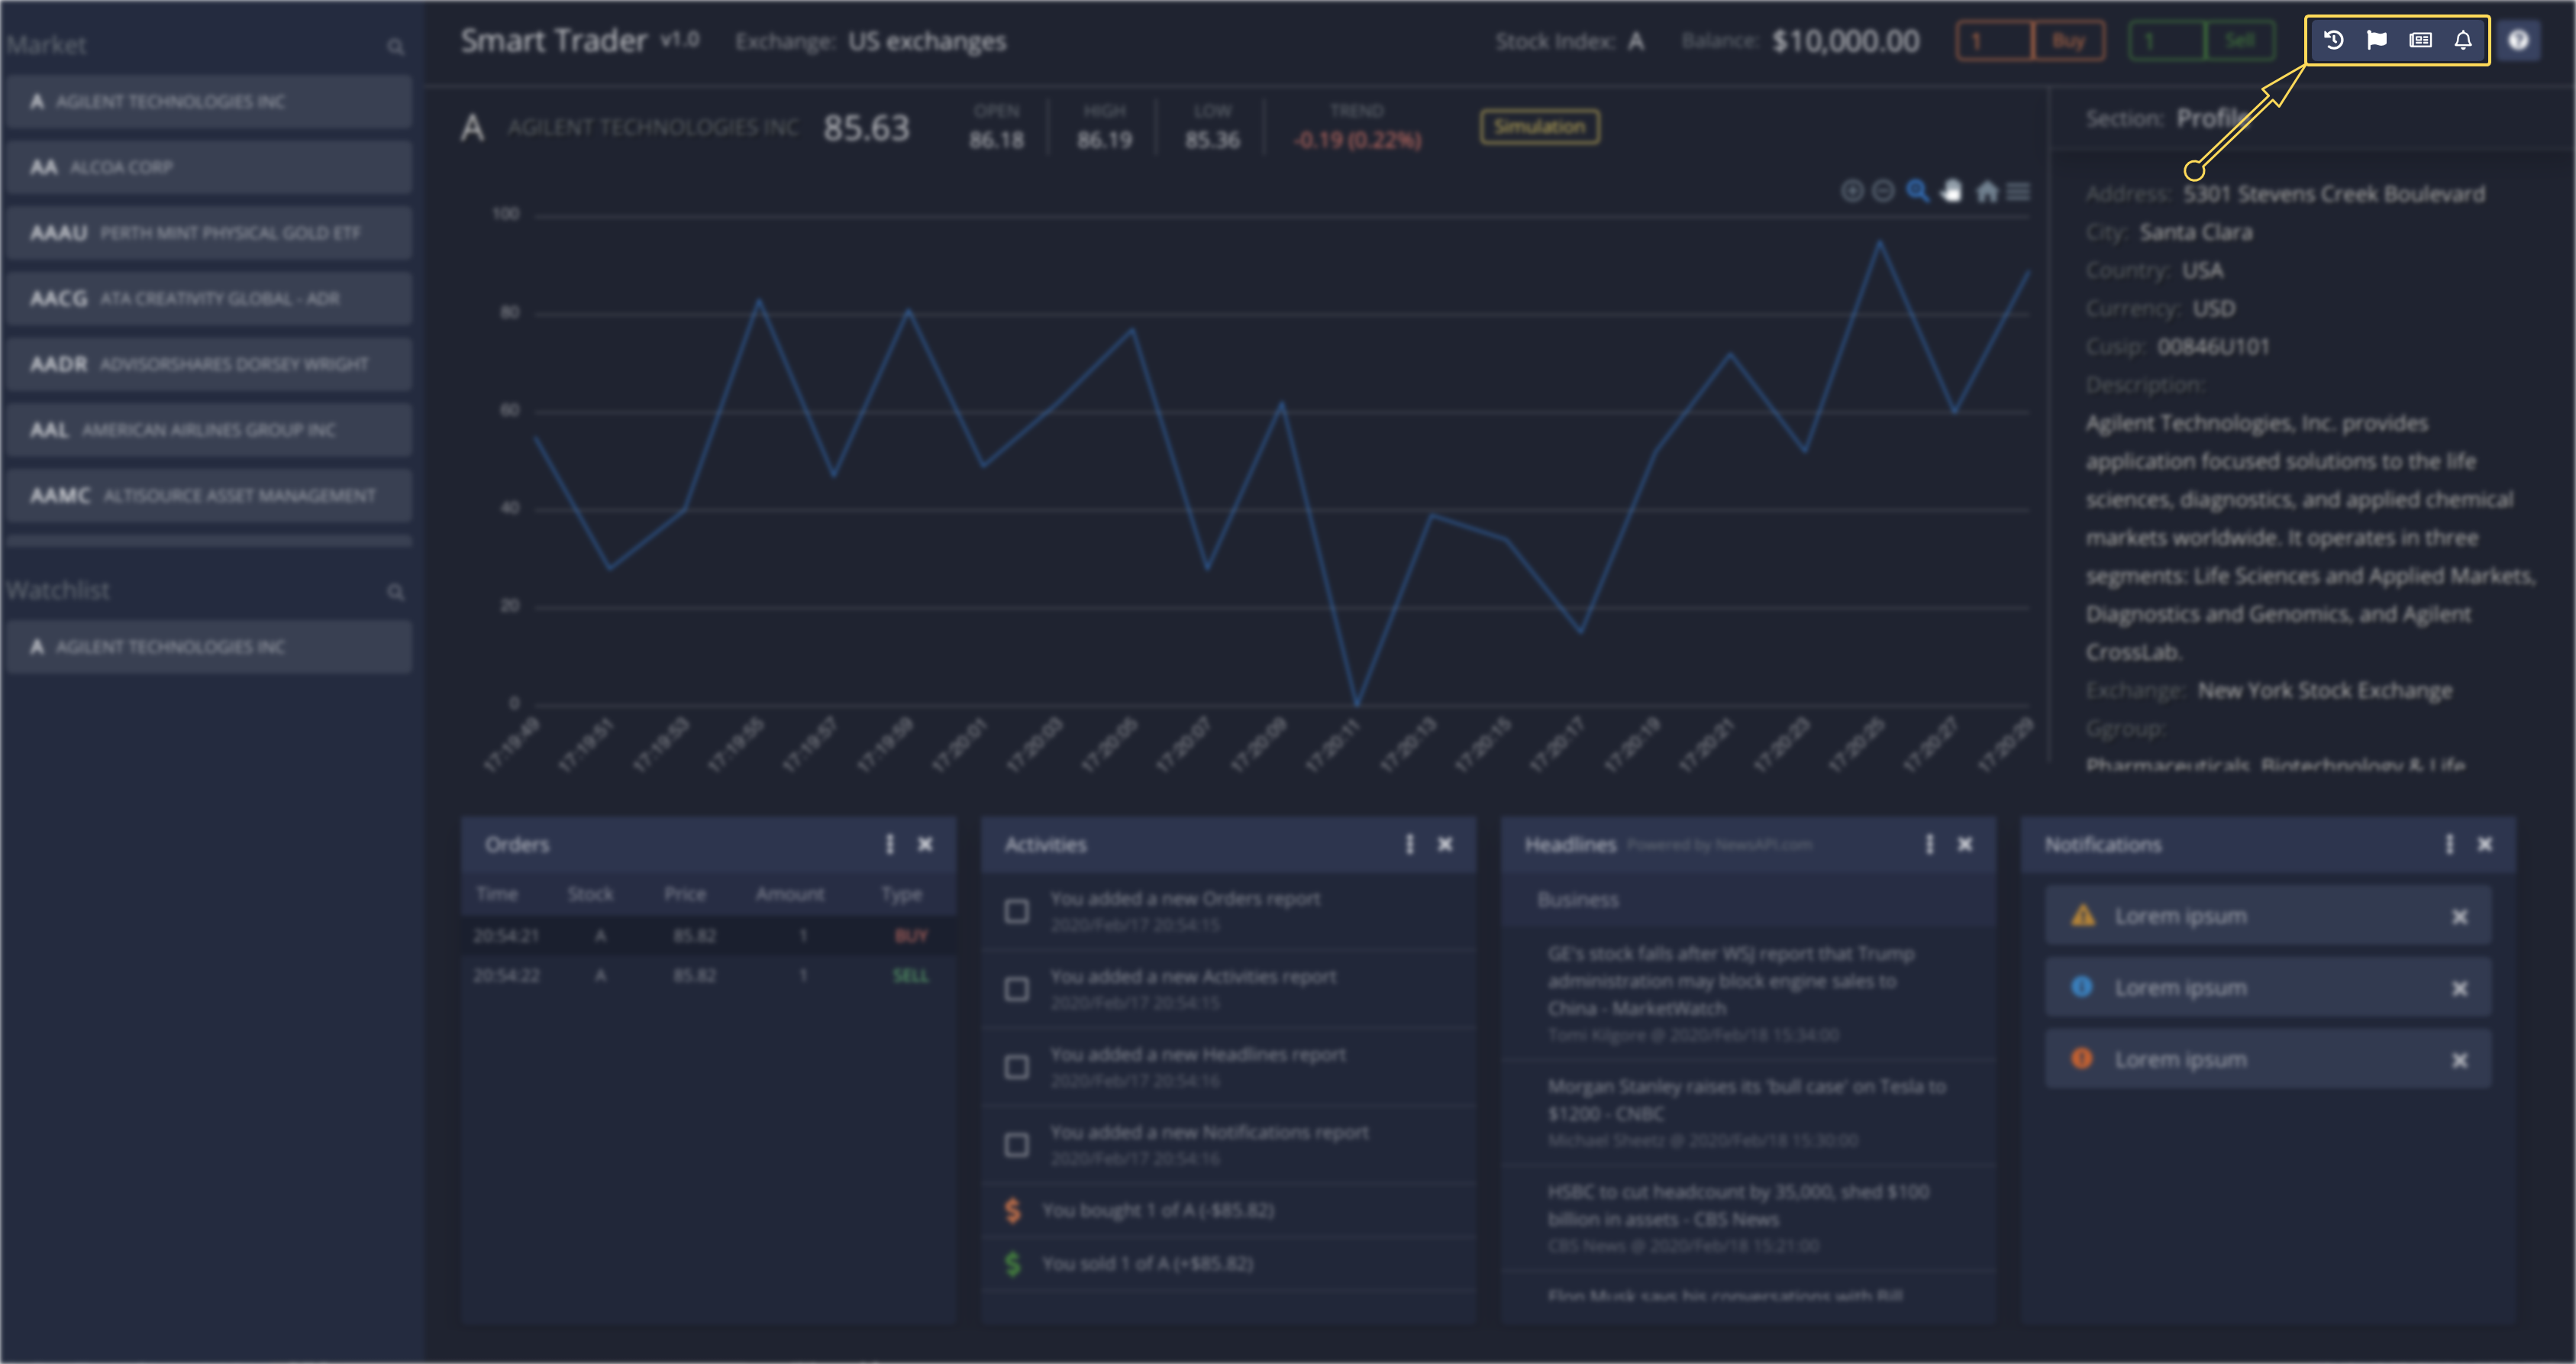 Market
A AGILENT TECHNOLOGIES INC
AA ALCOA CORP
AAAU PERTH MINT PHYSICAL GOLD ETF
AACG ATA CREATIVITY GLOBAL - ADR
AADR ADVISORSHARES DORSEY WRIGHT
AAL AMERICAN AIRLINES GROUP INC
AAMC ALTISOURCE ASSET MANAGEMENT
Watchlist
A AGILENT TECHNOLOGIES INC
Smart Trader v1.0 Exchange: US exchanges
Stock Index: A Balance: $10,000.00 1 Buy 1 Sell
A AGILENT TECHNOLOGIES INC 85.63
OPEN
86.18
HIGH
86.19
LOW
85.36
TREND
-0.19 (0.22%)
Simulation
100
80
60
40
20
0
17:19:49
17:19:51
17:19:53
17:19:55
17:19:57
17:19:59
17:20:01
17:20:03
17:20:05
17:20:07
17:20:09
17:20:11
17:20:13
17:20:15
17:20:17
17:20:19
17:20:21
17:20:23
17:20:25
17:20:27
17:20:29
Section: Profile
Address: 5301 Stevens Creek Boulevard
City: Santa Clara
Country: USA
Currency: USD
Cusip: 00846U101
Description:
Agilent Technologies, Inc. provides
application focused solutions to the life
sciences, diagnostics, and applied chemical
markets worldwide. It operates in three
segments: Life Sciences and Applied Markets,
Diagnostics and Genomics, and Agilent
CrossLab.
Exchange: New York Stock Exchange
Ggroup:
Pharmaceuticals, Biotechnology & Life
Orders
Time Stock Price Amount Type
20:54:21 A 85.82 1 BUY
20:54:22 A 85.82 1 SELL
Activities
You added a new Orders report
2020/Feb/17 20:54:15
You added a new Activities report
2020/Feb/17 20:54:15
You added a new Headlines report
2020/Feb/17 20:54:16
You added a new Notifications report
2020/Feb/17 20:54:16
You bought 1 of A (-$85.82)
You sold 1 of A (+$85.82)
Headlines Powered by NewsAPI.com
Business
GE's stock falls after WSJ report that Trump
administration may block engine sales to
China - MarketWatch
Tomi Kilgore @ 2020/Feb/18 15:34:00
Morgan Stanley raises its 'bull case' on Tesla to
$1200 - CNBC
Michael Sheetz @ 2020/Feb/18 15:30:00
HSBC to cut headcount by 35,000, shed $100
billion in assets - CBS News
CBS News @ 2020/Feb/18 15:21:00
Elon Musk says his conversations with Bill
Notifications
Lorem ipsum
Lorem ipsum
Lorem ipsum